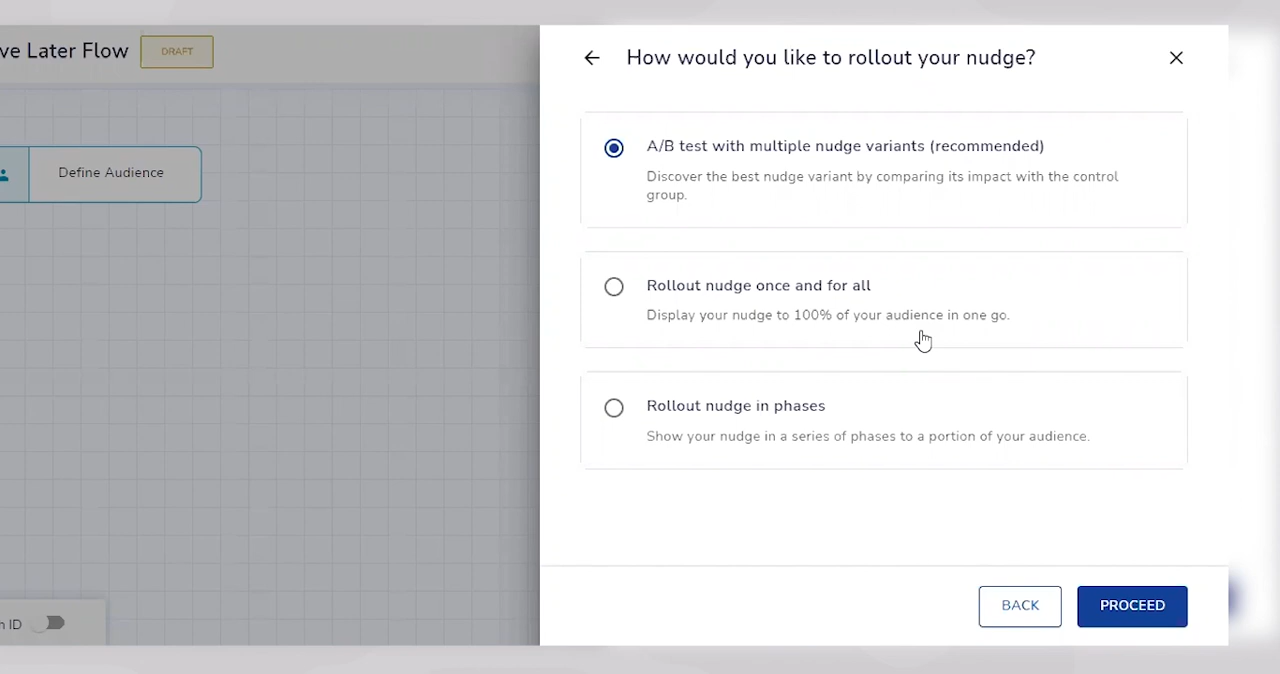 ve Later Flow
DRAFT
Define Audience
n ID
How would you like to rollout your nudge?
A/B test with multiple nudge variants (recommended)
Discover the best nudge variant by comparing its impact with the control
group.
Rollout nudge once and for all
Display your nudge to 100% of your audience in one go.
Rollout nudge in phases
Show your nudge in a series of phases to a portion of your audience.
BACK
PROCEED